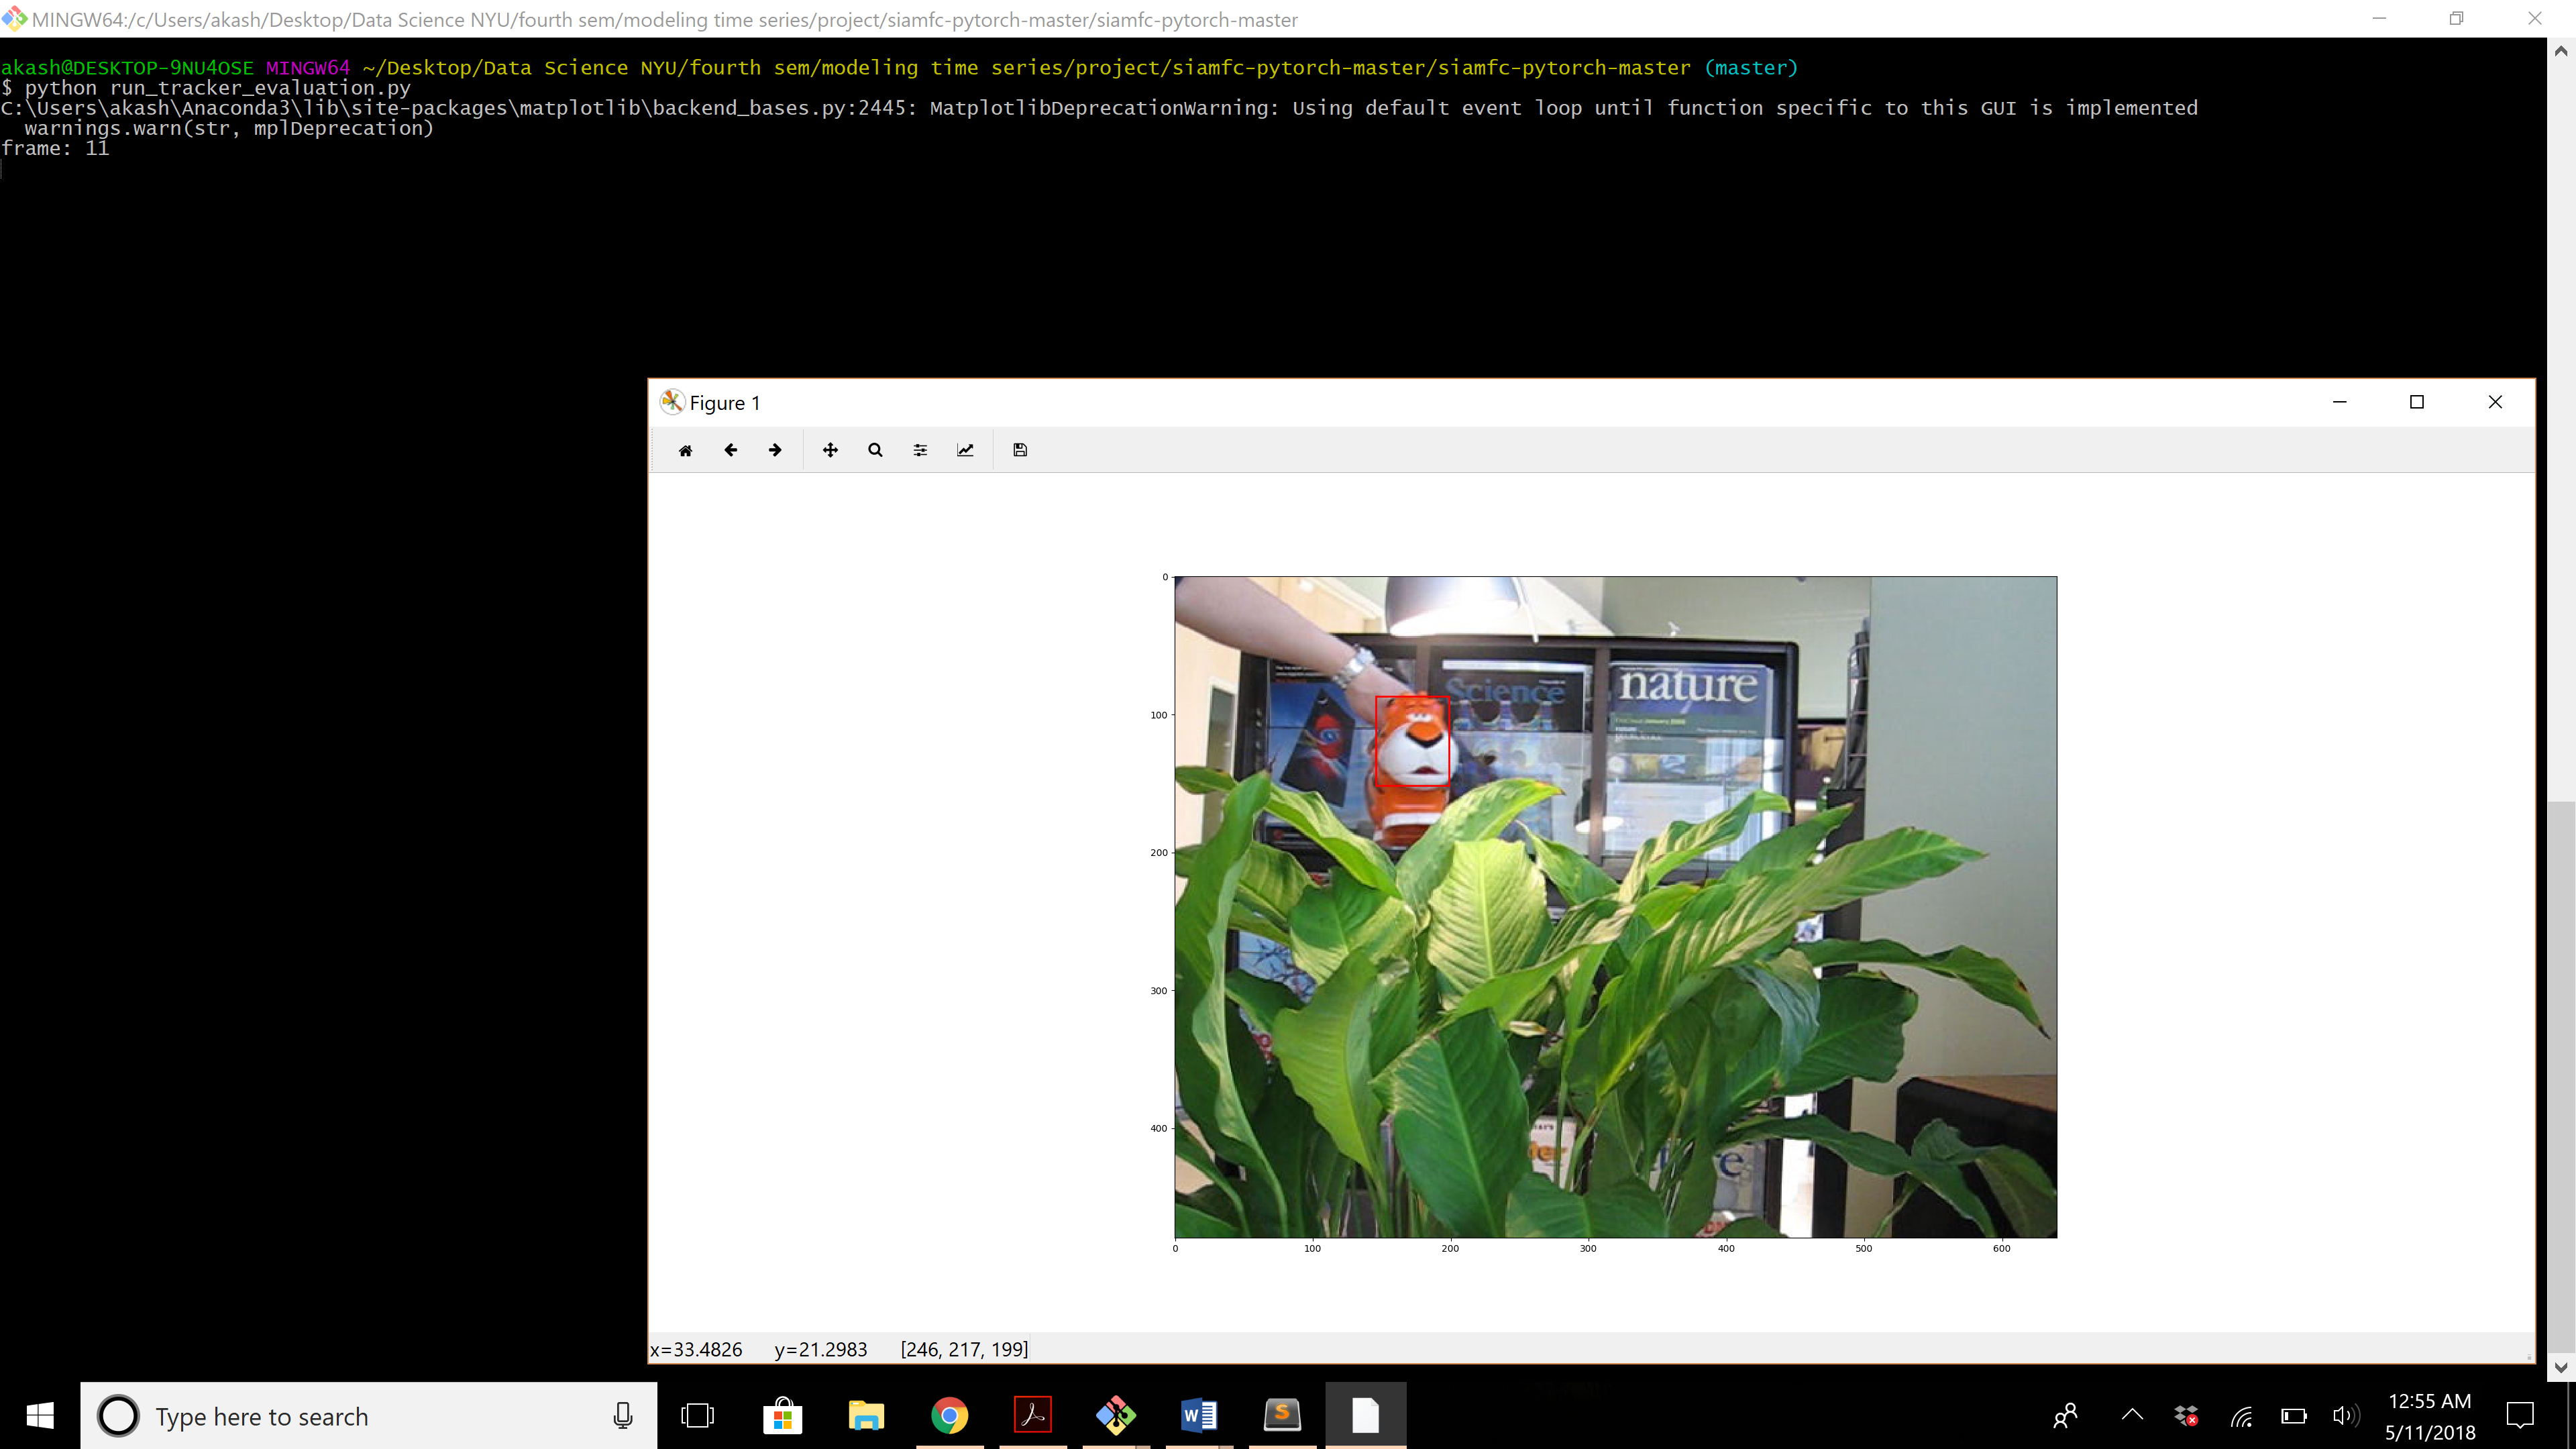 MINGW64:/c/Users/akash/Desktop/Data Science NYU/fourth sem/modeling time series/project/siamfc-pytorch-master/siamfc-pytorch-master
akash@DESKTOP-9NU4OSE MINGW64 ~/Desktop/Data Science NYU/fourth sem/modeling time series/project/siamfc-pytorch-master/siamfc-pytorch-master (master)
$ python run_tracker_evaluation.py
C:\Users\akash\Anaconda3\lib\site-packages\matplotlib\backend_bases.py:2445: MatplotlibDeprecationWarning: Using default event loop until function specific to this GUI is implemented
warnings.warn(str, mplDeprecation)
frame: 11
Figure 1
0
100
200
300
400
Science
nature
0 100 200 300 400 500 600
x=33.4826 y=21.2983 [246, 217, 199]
Type here to search
12:55 AM
5/11/2018